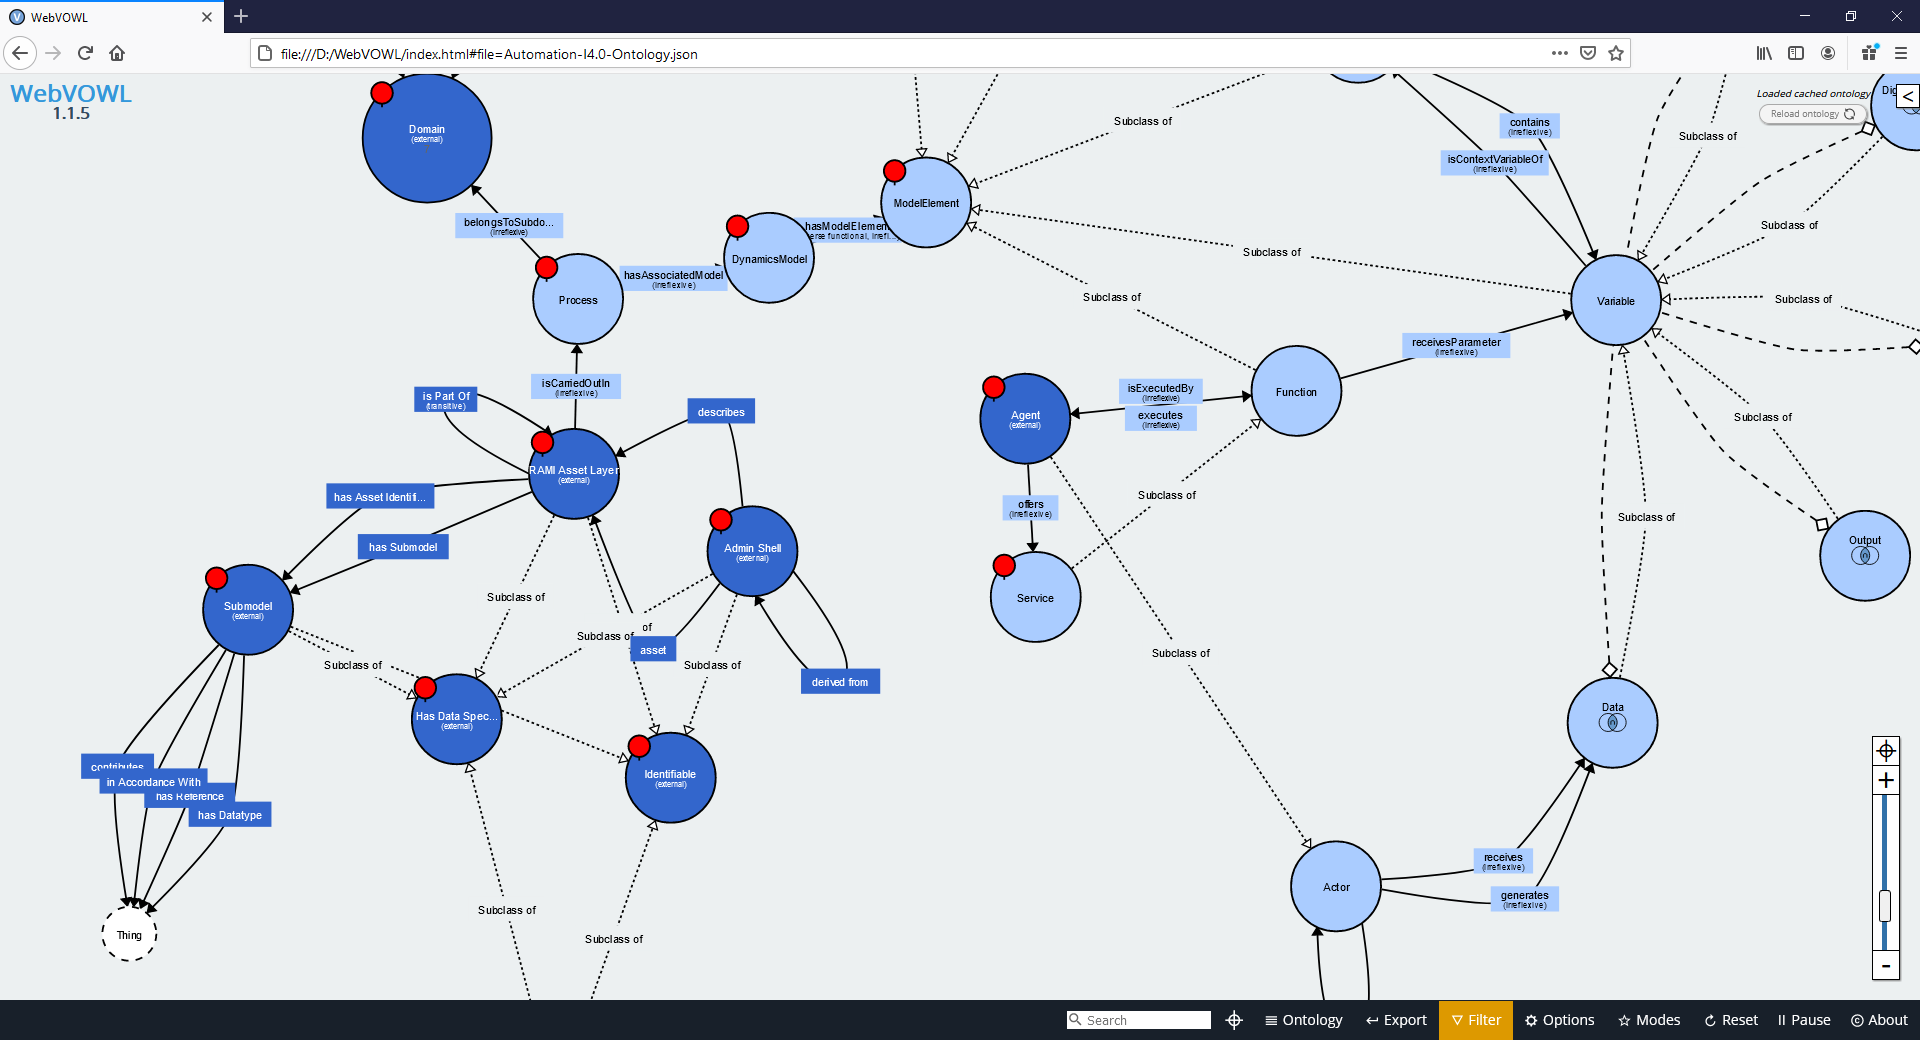 WebVOWL
file:///D:/WebVOWL/index.html#file=Automation-I4.0-Ontology.json
WebVOWL
1.1.5
Loaded cached ontology
Reload ontology
<
Domain
(external)
Subclass of
contains
(irreflexive)
Subclass of
isContextVariableOf
(irreflexive)
ModelElement
belongsToSubdo...
(irreflexive)
hasModelElemen
erse functional, irrefl...
Subclass of
Subclass of
DynamicsModel
hasAssociatedModel
(irreflexive)
Process
Subclass of
Variable
Subclass of
receivesParameter
(irreflexive)
isCarriedOutIn
(irreflexive)
is Part Of
(transitive)
describes
isExecutedBy
(irreflexive)
executes
(irreflexive)
Function
Agent
(external)
Subclass of
RAMI Asset Layer
(external)
has Asset Identifi...
Subclass of
offers
(irreflexive)
Subclass of
has Submodel
Admin Shell
(external)
Output
Subclass of
Submodel
(external)
Service
Subclass of
of
asset
Subclass of
Subclass of
Subclass of
derived from
Has Data Spec...
(external)
Data
Identifiable
(external)
contributes
in Accordance With
has Reference
has Datatype
receives
(irreflexive)
Actor
generates
(irreflexive)
Subclass of
Thing
Subclass of
+
-
Search
Ontology
Export
Filter
Options
Modes
Reset
Pause
About